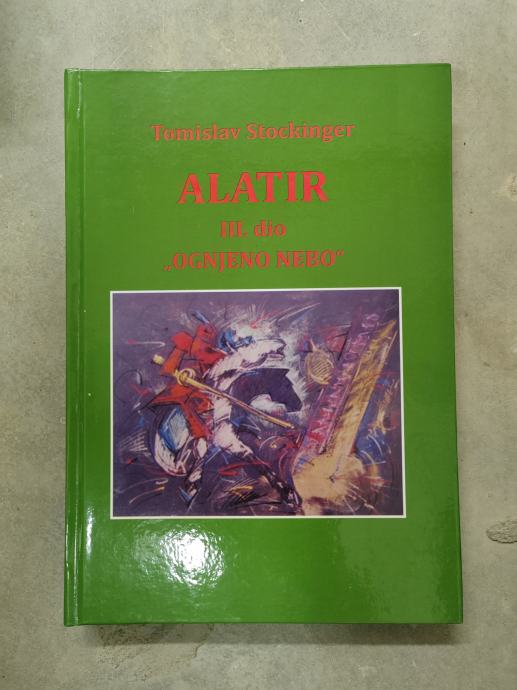 Tomislav Stockinger
ALATIR
III. dio
„OGNJENO NEBO“